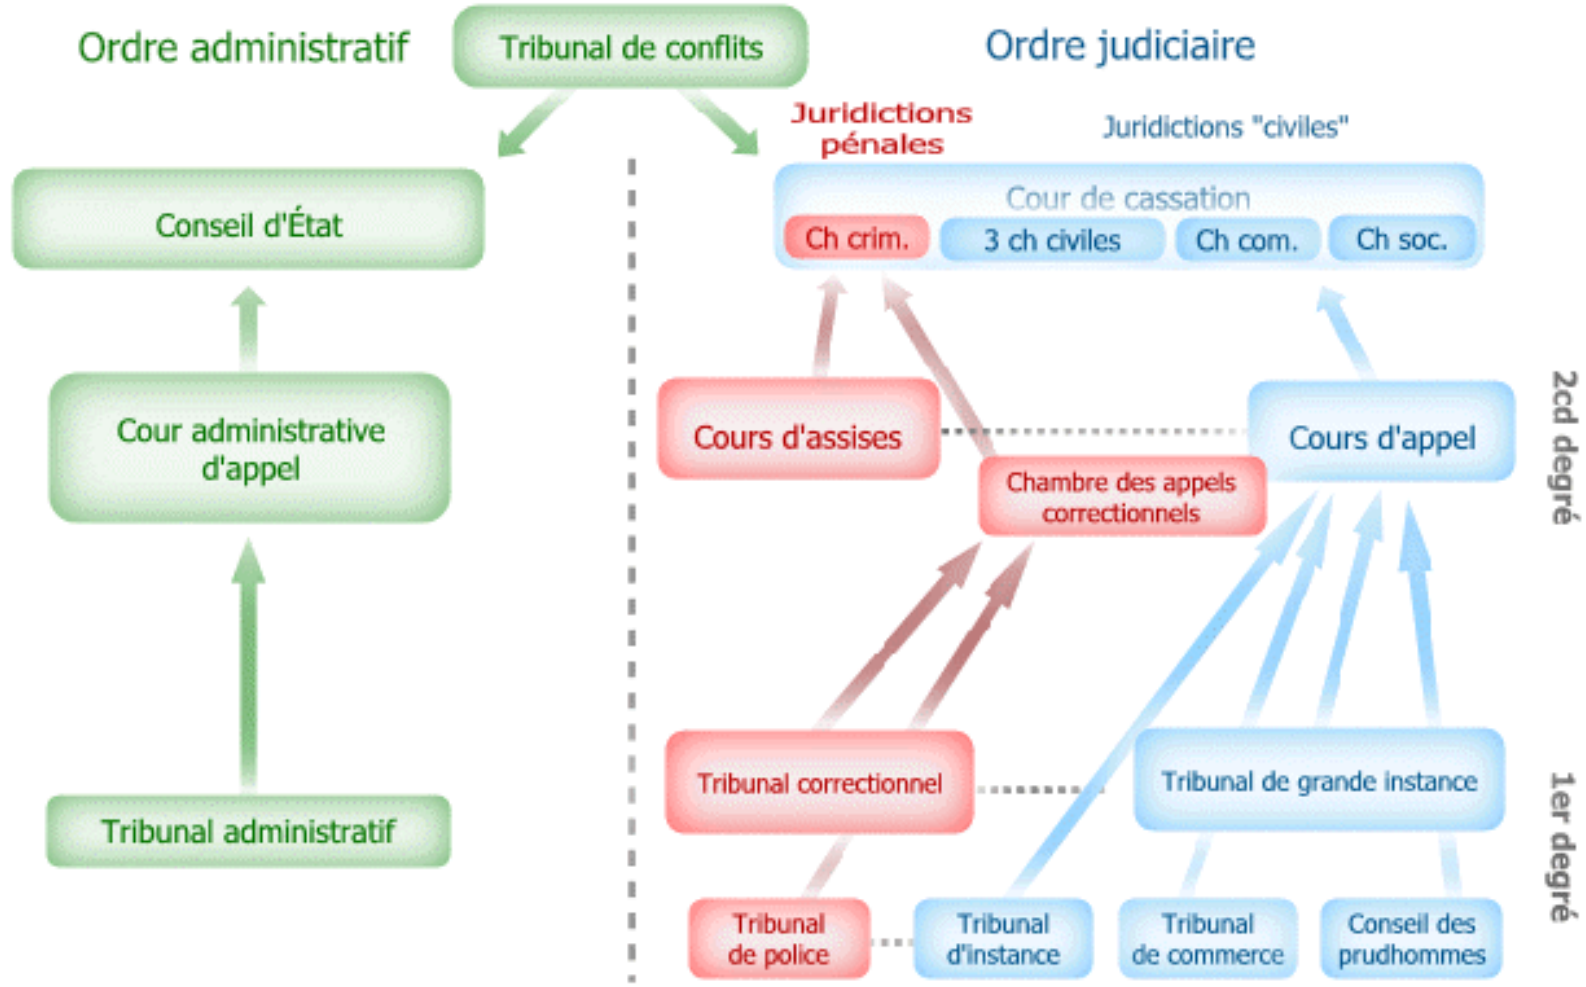 Ordre administratif
Tribunal de conflits
Ordre judiciaire
Juridictions
pénales
Juridictions "civiles"
Conseil d'État
Cour de cassation
Ch crim.
3 ch civiles
Ch com.
Ch soc.
Cour administrative
d'appel
Cours d'assises
Cours d'appel
Chambre des appels
correctionnels
2cd degré
Tribunal administratif
Tribunal correctionnel
Tribunal de grande instance
1er degré
Tribunal
de police
Tribunal
d'instance
Tribunal
de commerce
Conseil des
prudhommes